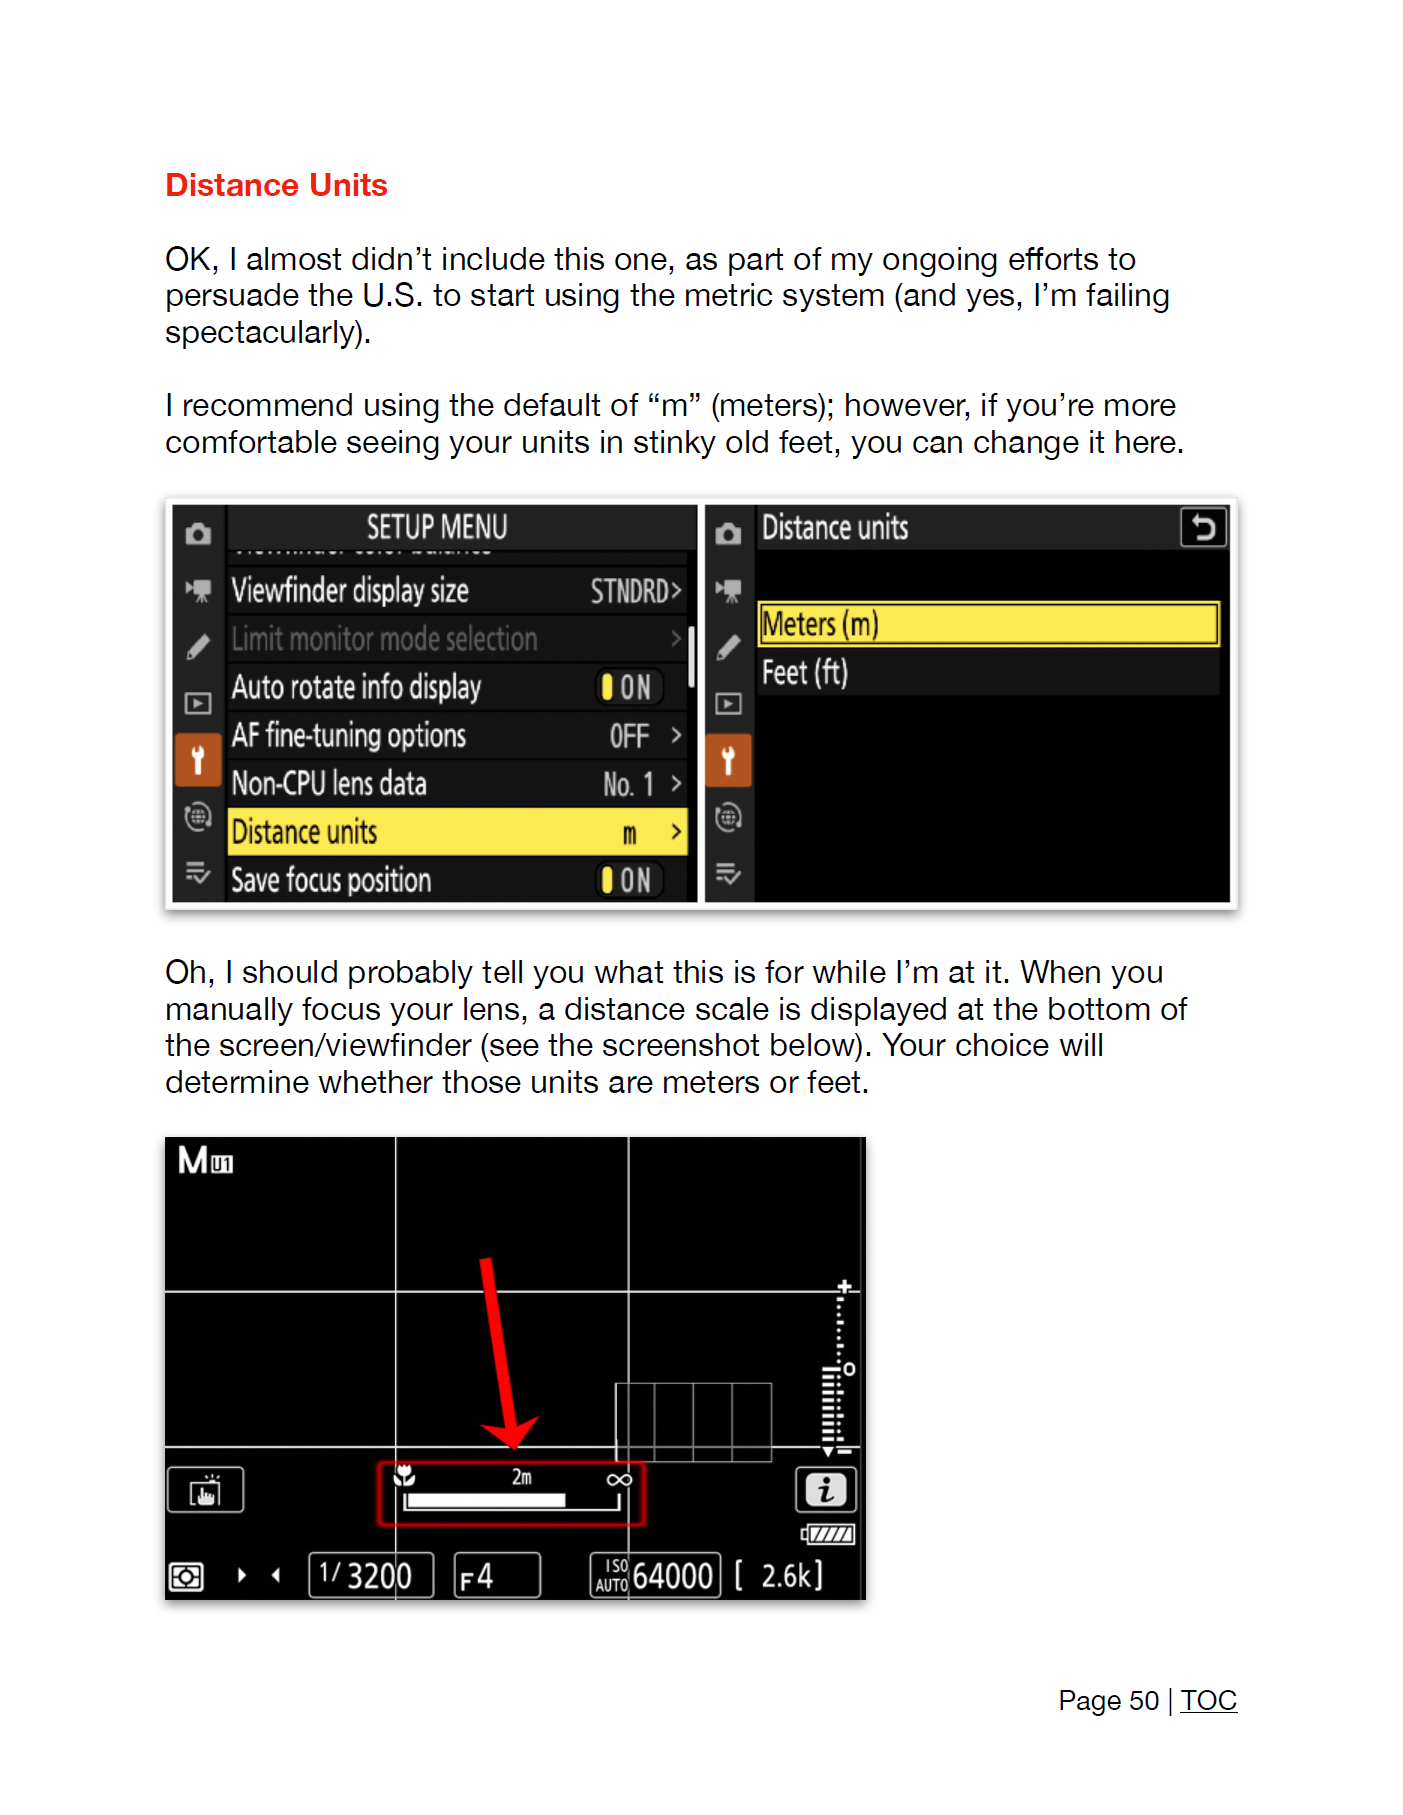 Distance Units
OK, I almost didn’t include this one, as part of my ongoing efforts to
persuade the U.S. to start using the metric system (and yes, I’m failing
spectacularly).
I recommend using the default of “m” (meters); however, if you’re more
comfortable seeing your units in stinky old feet, you can change it here.
SETUP MENU
Viewfinder display size STNDRD>
Limit monitor mode selection >
Auto rotate info display ON
AF fine-tuning options OFF >
Non-CPU lens data No. 1 >
Distance units m >
Save focus position ON
Distance units
Meters (m)
Feet (ft)
Oh, I should probably tell you what this is for while I’m at it. When you
manually focus your lens, a distance scale is displayed at the bottom of
the screen/viewfinder (see the screenshot below). Your choice will
determine whether those units are meters or feet.
M U1
+
0
−
2m ∞
i
1/3200 F4 ISO AUTO 64000 [ 2.6k]
Page 50 | TOC